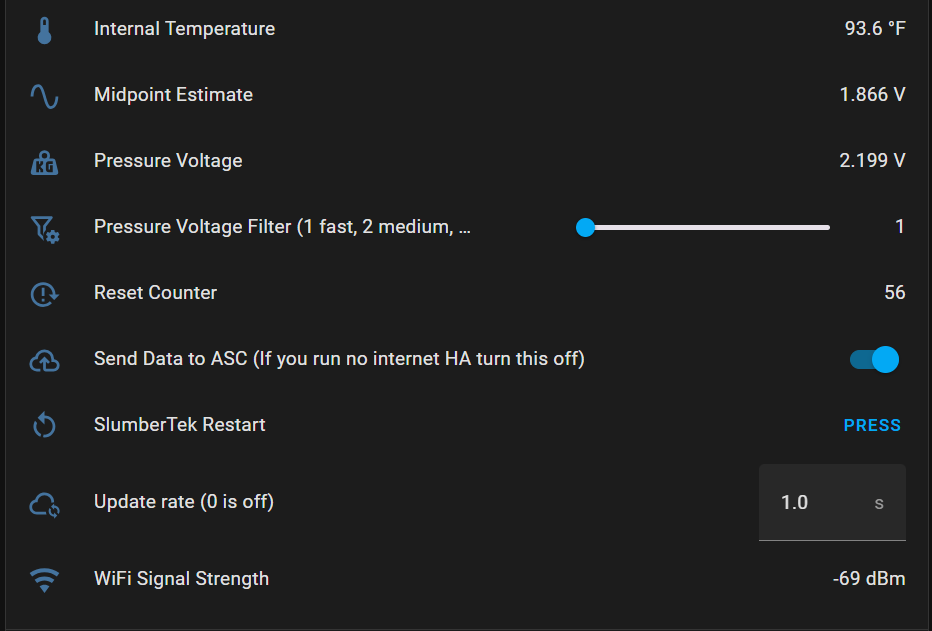 Internal Temperature 93.6 °F
Midpoint Estimate 1.866 V
KG
Pressure Voltage 2.199 V
Pressure Voltage Filter (1 fast, 2 medium, ... 1
Reset Counter 56
Send Data to ASC (If you run no internet HA turn this off)
SlumberTek Restart PRESS
Update rate (0 is off) 1.0 s
WiFi Signal Strength -69 dBm